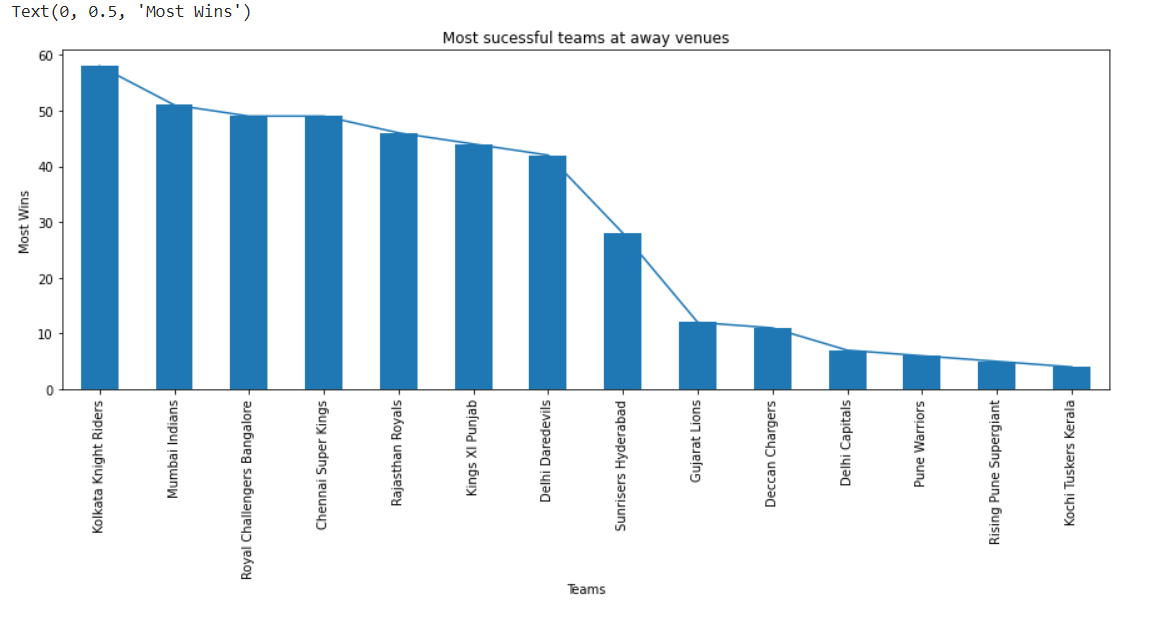 Text(0, 0.5, 'Most Wins')
Most sucessful teams at away venues
60
50
40
30
20
10
0
Most Wins
Kolkata Knight Riders
Mumbai Indians
Royal Challengers Bangalore
Chennai Super Kings
Rajasthan Royals
Kings XI Punjab
Delhi Daredevils
Sunrisers Hyderabad
Gujarat Lions
Deccan Chargers
Delhi Capitals
Pune Warriors
Rising Pune Supergiant
Kochi Tuskers Kerala
Teams